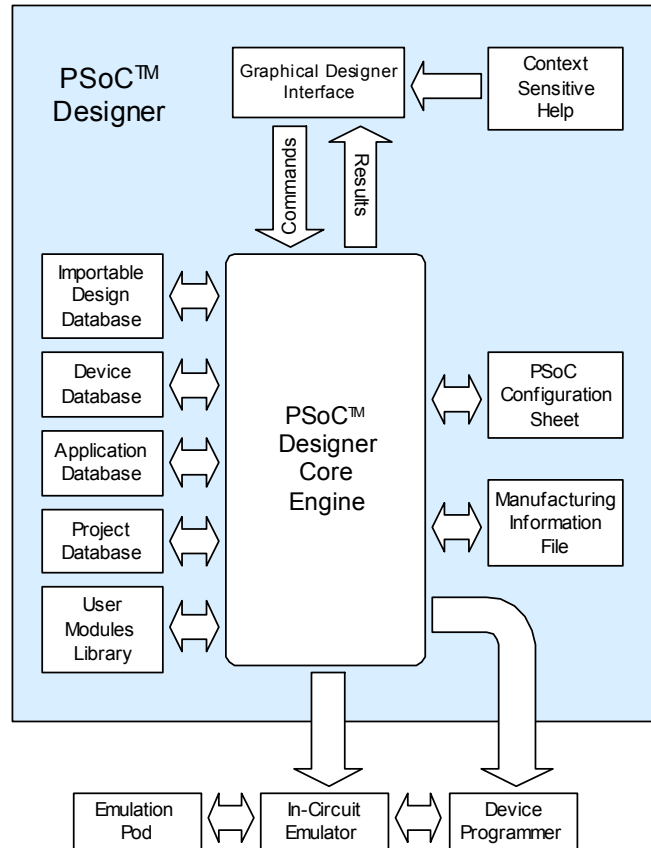 PSoC™
Designer
Graphical Designer
Interface
Context
Sensitive
Help
Commands
Results
Importable
Design
Database
Device
Database
Application
Database
Project
Database
User
Modules
Library
PSoC™
Designer
Core
Engine
PSoC
Configuration
Sheet
Manufacturing
Information
File
Emulation
Pod
In-Circuit
Emulator
Device
Programmer